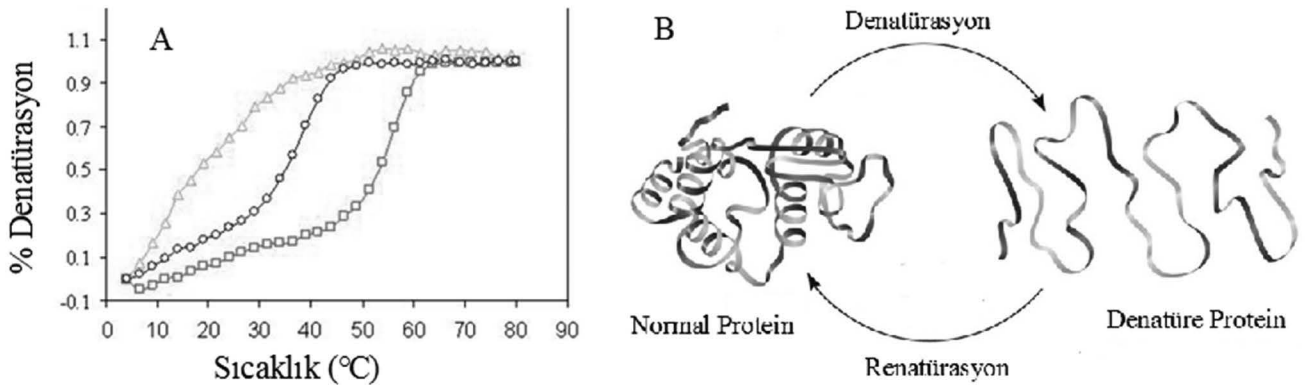 A
% Denatürasyon
1.1
0.9
0.7
0.5
0.3
0.1
-0.1
0 10 20 30 40 50 60 70 80 90
Sıcaklık (°C)
B
Denatürasyon
Normal Protein
Denatüre Protein
Renatürasyon